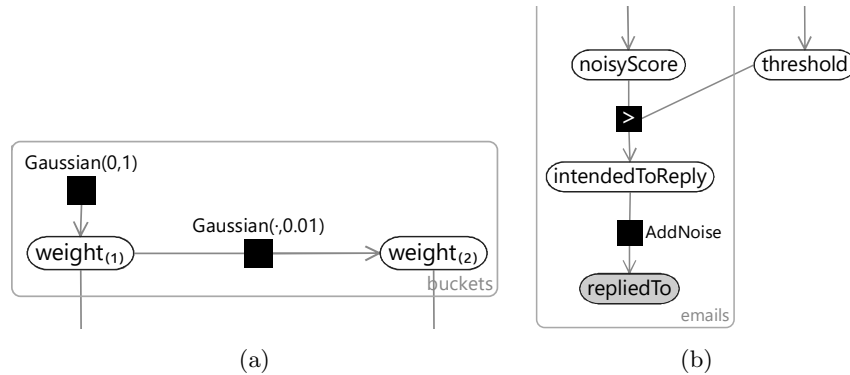 Gaussian(0,1)
Gaussian(·,0.01)
weight₍₁₎
weight₍₂₎
buckets
(a)
noisyScore
threshold
>
intendedToReply
AddNoise
repliedTo
emails
(b)